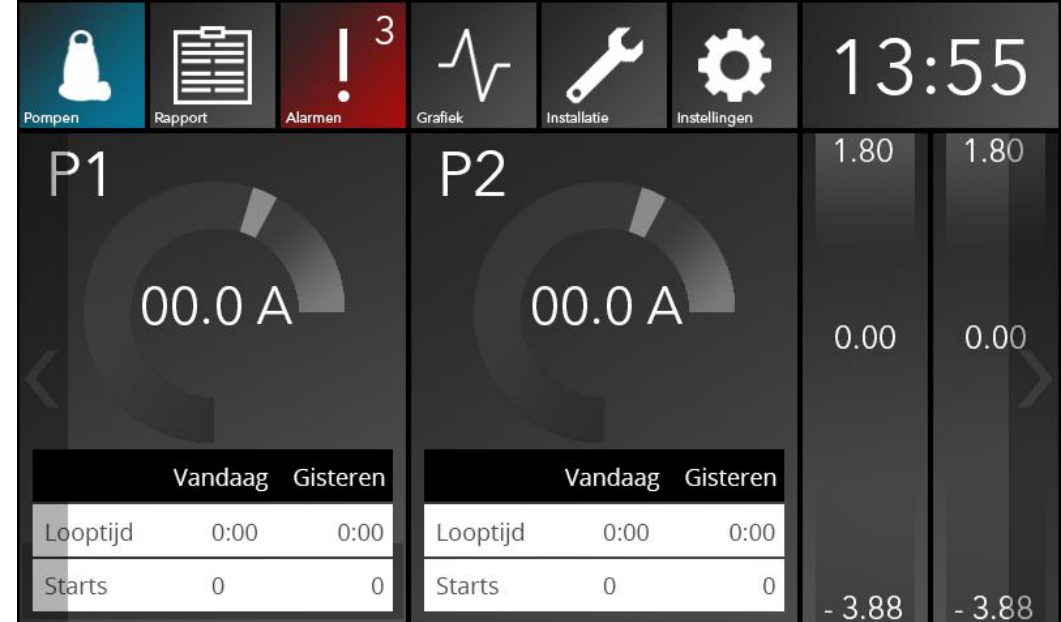 3
13:55
Pompen Rapport Alarmen Grafiek Installatie Instellingen
P1
00.0 A
Vandaag Gisteren
Looptijd 0:00 0:00
Starts 0 0
P2
00.0 A
Vandaag Gisteren
Looptijd 0:00 0:00
Starts 0 0
1.80 1.80
0.00 0.00
- 3.88 - 3.88